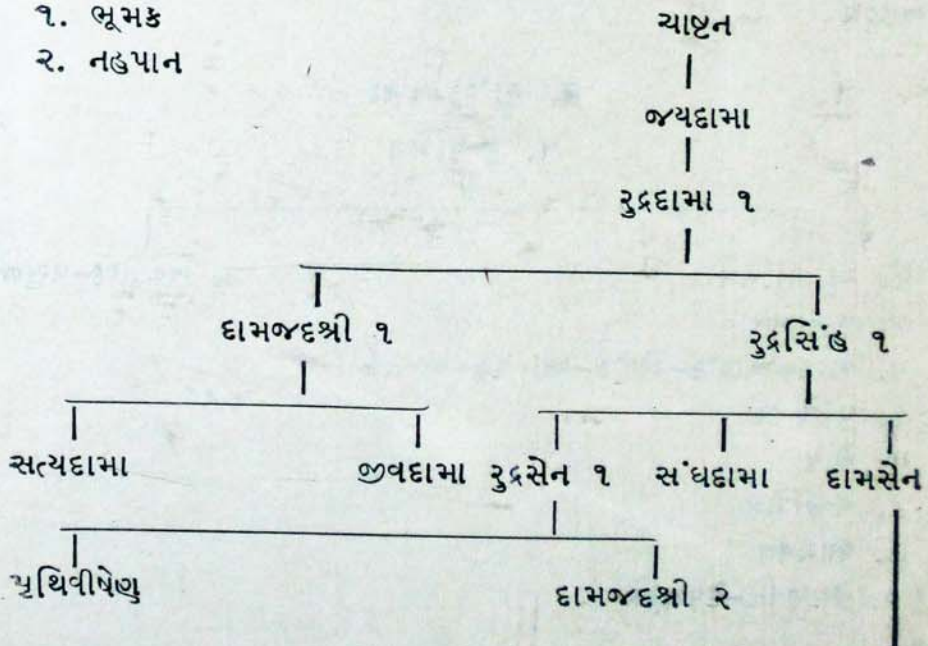 ૧. ભૂમક
ચાષ્ટન
૨. નહપાન
જયદામા
રુદ્રદામા ૧
દામજદશ્રી ૧ રુદ્રસિંહ ૧
સત્યદામા જીવદામા રુદ્રસેન ૧ સંઘદામા દામસેન
પૃથિવીષેણ દામજદશ્રી ૨